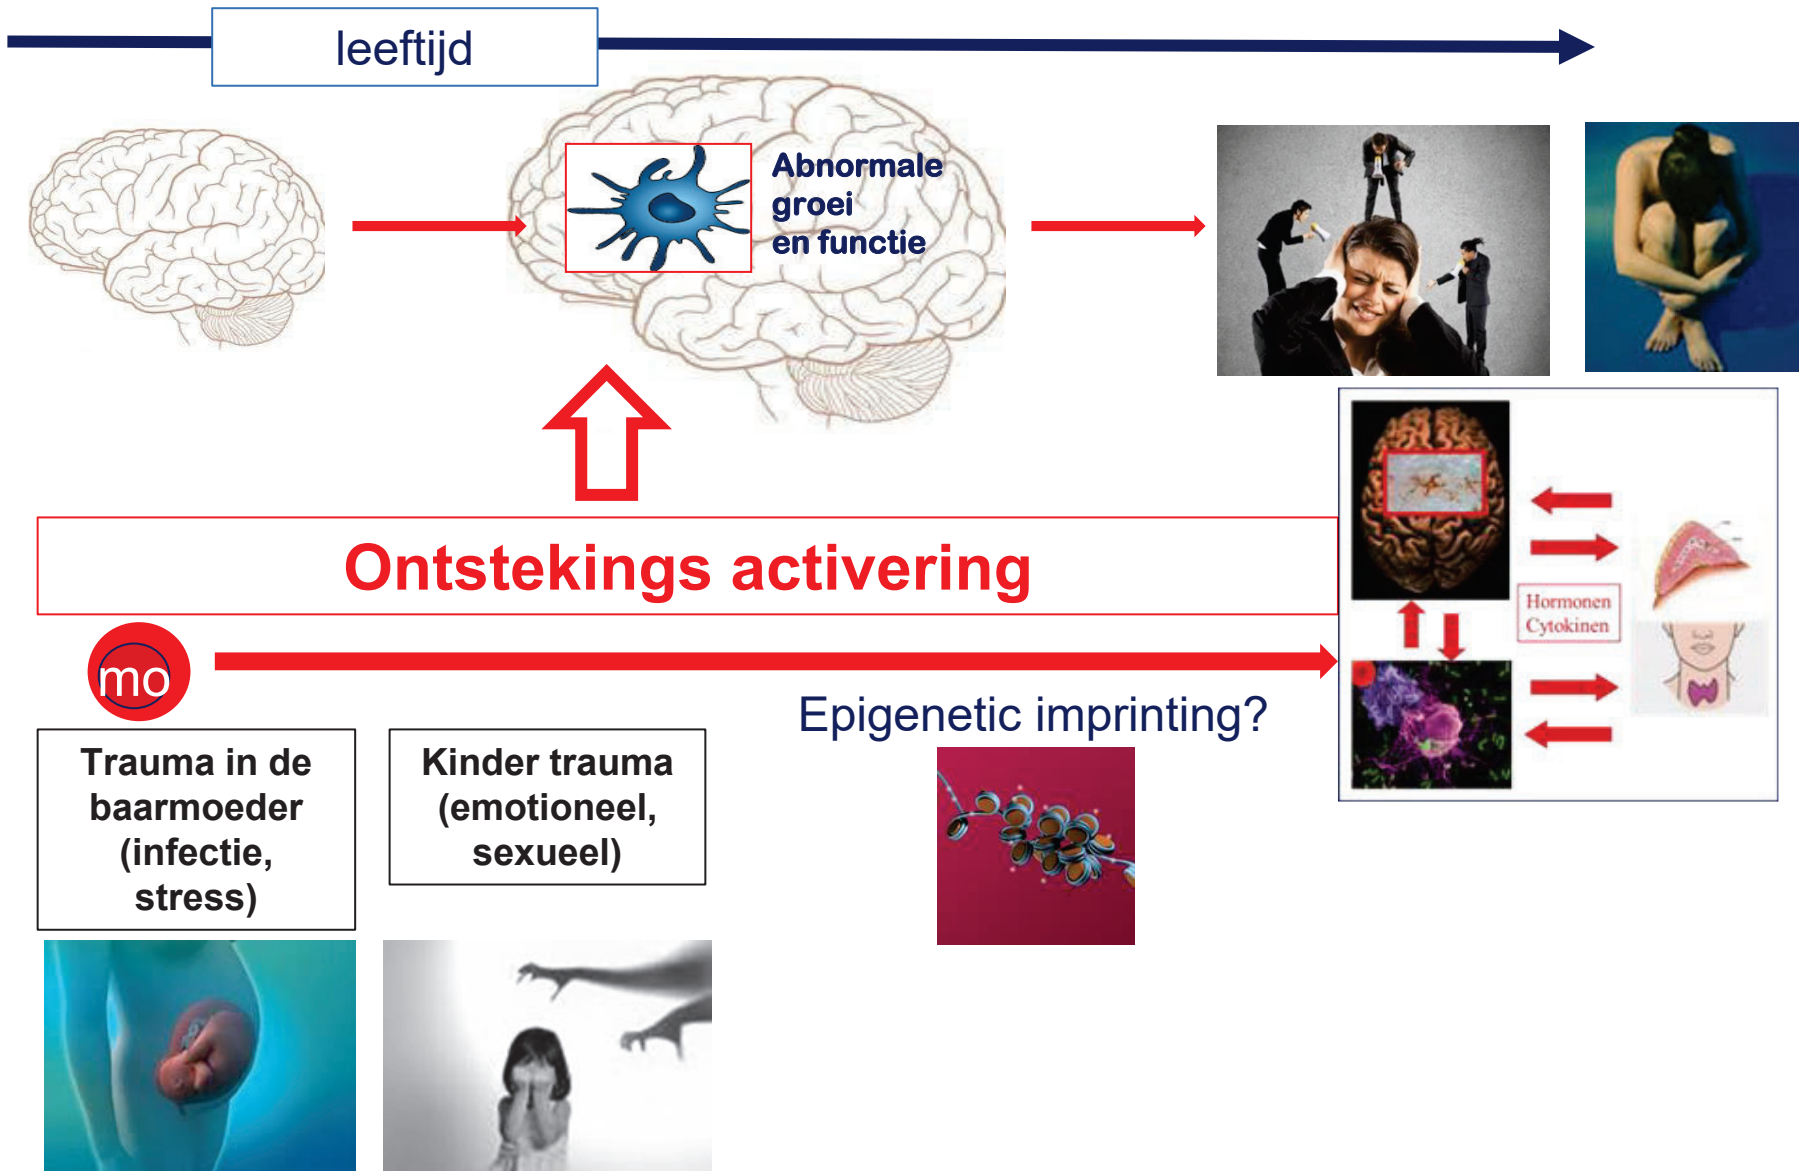 leeftijd
Abnormale
groei
en functie
Ontstekings activering
Hormonen
Cytokinen
mo
Epigenetic imprinting?
Trauma in de
baarmoeder
(infectie,
stress)
Kinder trauma
(emotioneel,
sexueel)